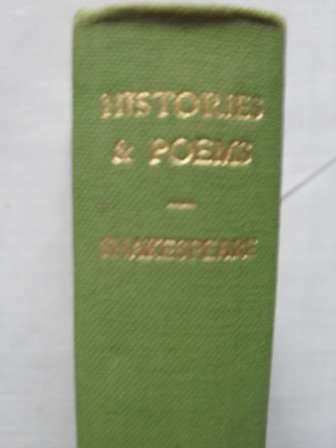 HISTORIES
& POEMS
—
SHAKESPEARE